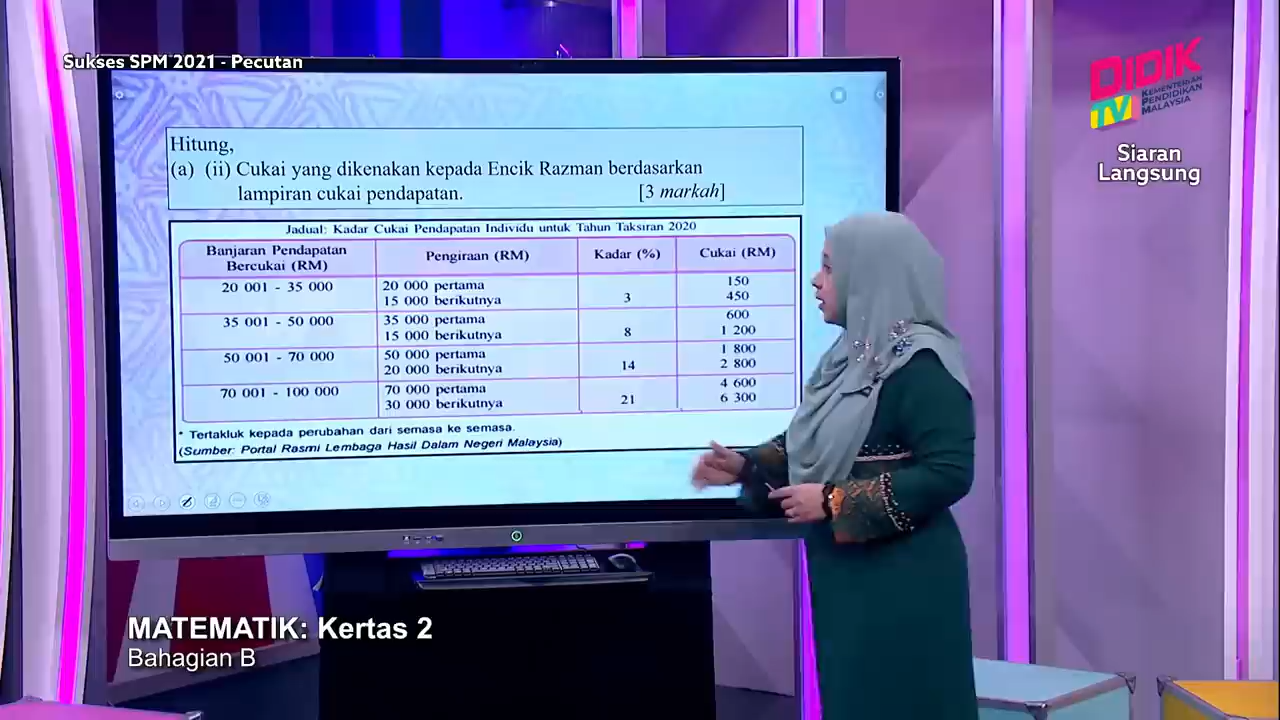 Sukses SPM 2021 - Pecutan
DIDIK
TV
KEMENTERIAN
PENDIDIKAN
MALAYSIA
Siaran
Langsung
Hitung,
(a) (ii) Cukai yang dikenakan kepada Encik Razman berdasarkan
lampiran cukai pendapatan. [3 markah]
Jadual: Kadar Cukai Pendapatan Individu untuk Tahun Taksiran 2020
Banjaran Pendapatan Bercukai (RM) Pengiraan (RM) Kadar (%) Cukai (RM)
20 001 - 35 000 20 000 pertama 150
15 000 berikutnya 3 450
35 001 - 50 000 35 000 pertama 600
15 000 berikutnya 8 1 200
50 001 - 70 000 50 000 pertama 1 800
20 000 berikutnya 14 2 800
70 001 - 100 000 70 000 pertama 4 600
30 000 berikutnya 21 6 300
* Tertakluk kepada perubahan dari semasa ke semasa.
(Sumber: Portal Rasmi Lembaga Hasil Dalam Negeri Malaysia)
MATEMATIK: Kertas 2
Bahagian B